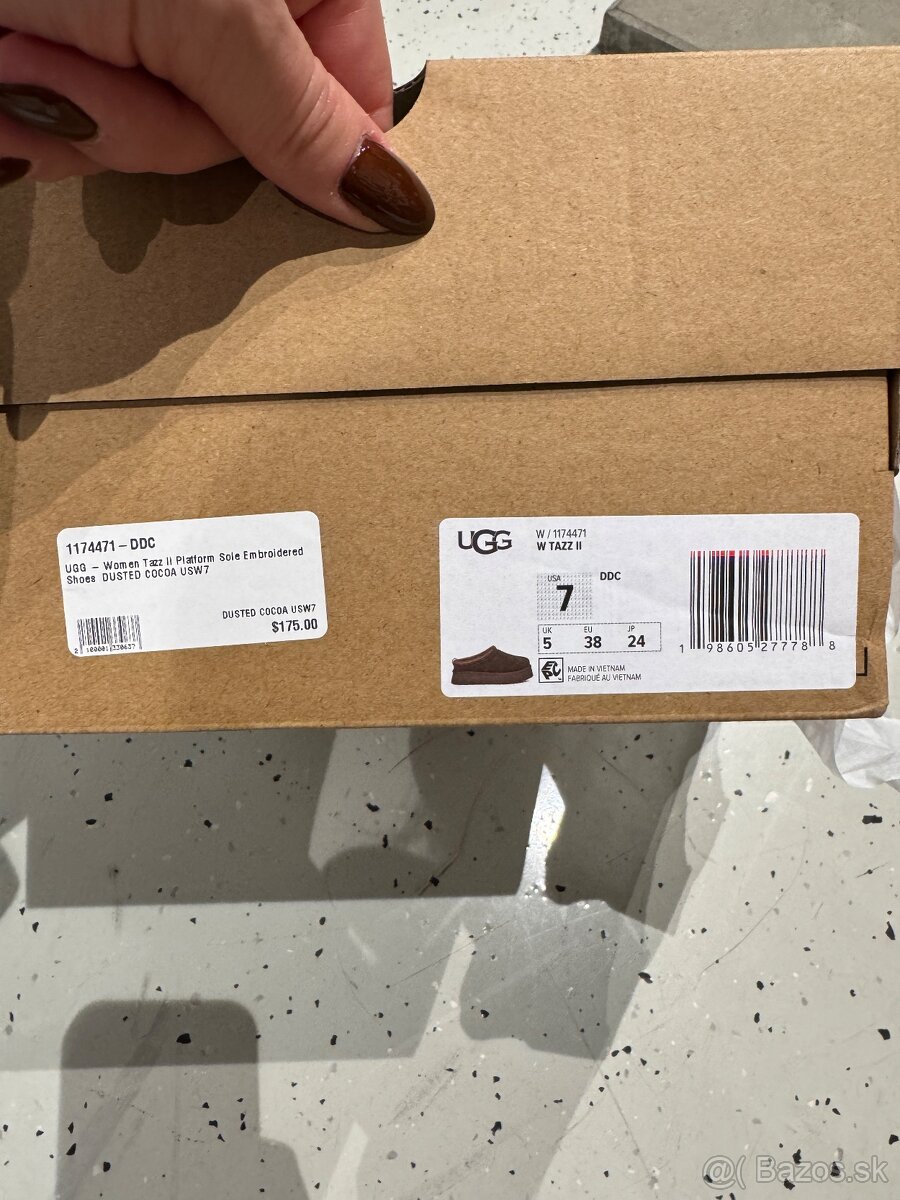 1174471-DDC
UGG - Women Tazz II Platform Sole Embroidered
Shoes DUSTED COCOA USW7
DUSTED COCOA USW7
$175.00
UGG
W / 1174471
W TAZZ II
USA
7
DDC
UK EU JP
5 38 24
MADE IN VIETNAM
FABRIQUÉ AU VIETNAM
1 98605 27778 8
@( Bazos.sk